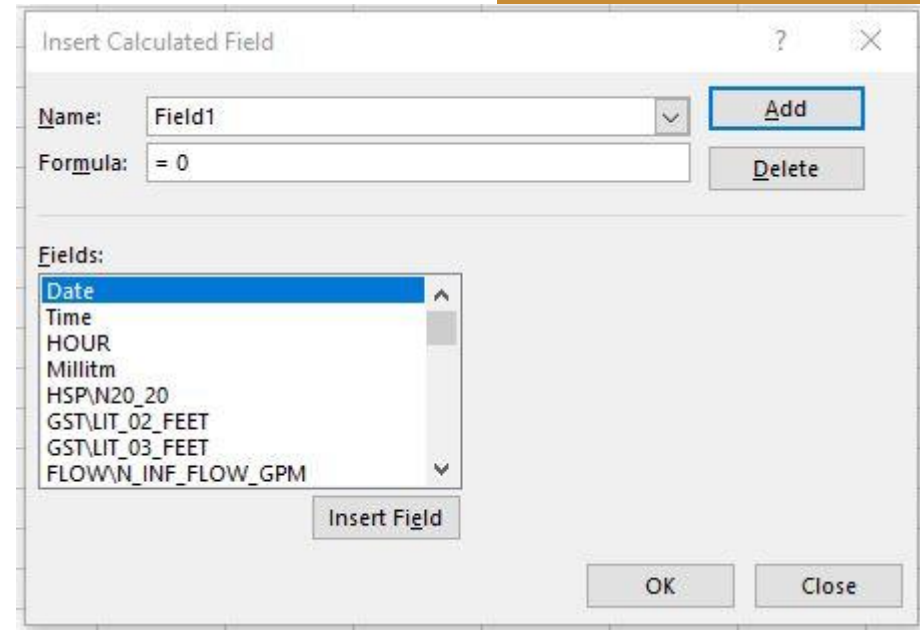 Insert Calculated Field ?
Name: Field1 Add
Formula: = 0 Delete
Fields:
Date
Time
HOUR
Millitm
HSP\N20_20
GST\LIT_02_FEET
GST\LIT_03_FEET
FLOW\N_INF_FLOW_GPM
Insert Field
OK Close